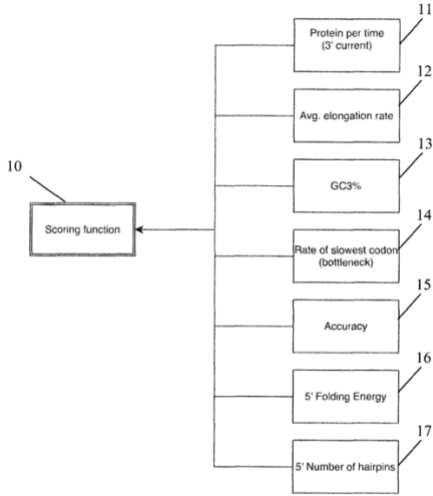 11
Protein per time
(3' current)
12
Avg. elongation rate
13
GC3%
10
Scoring function
14
Rate of slowest codon
(bottleneck)
15
Accuracy
16
5' Folding Energy
17
5' Number of hairpins